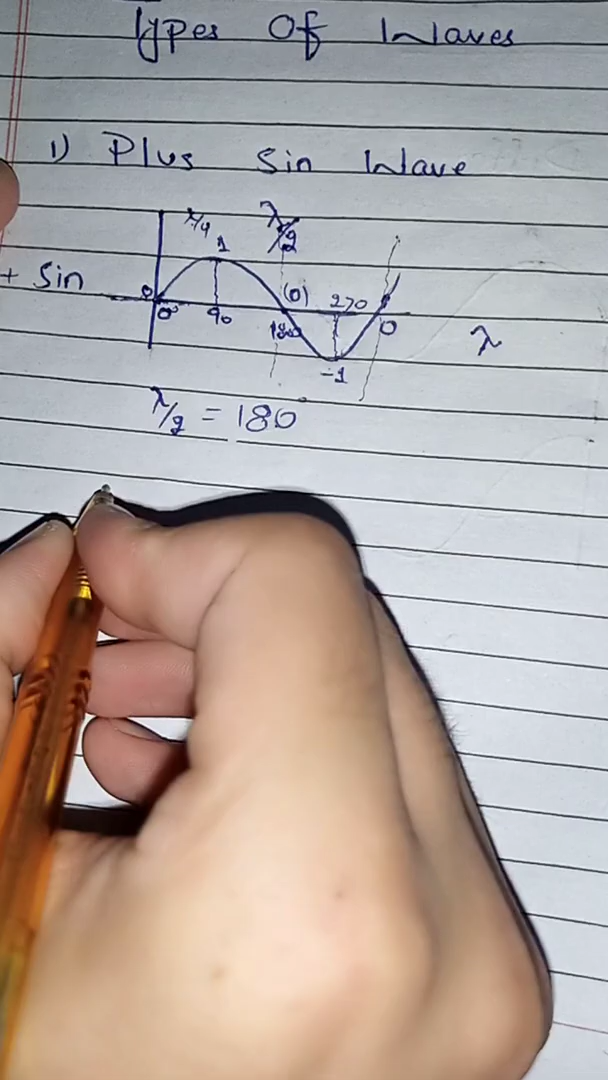 Types Of Waves
1) Plus Sin Wave
λ/4 λ/2
1
+ Sin 0 0° 90 (0) 180 270 0 λ
-1
λ/2 = 180